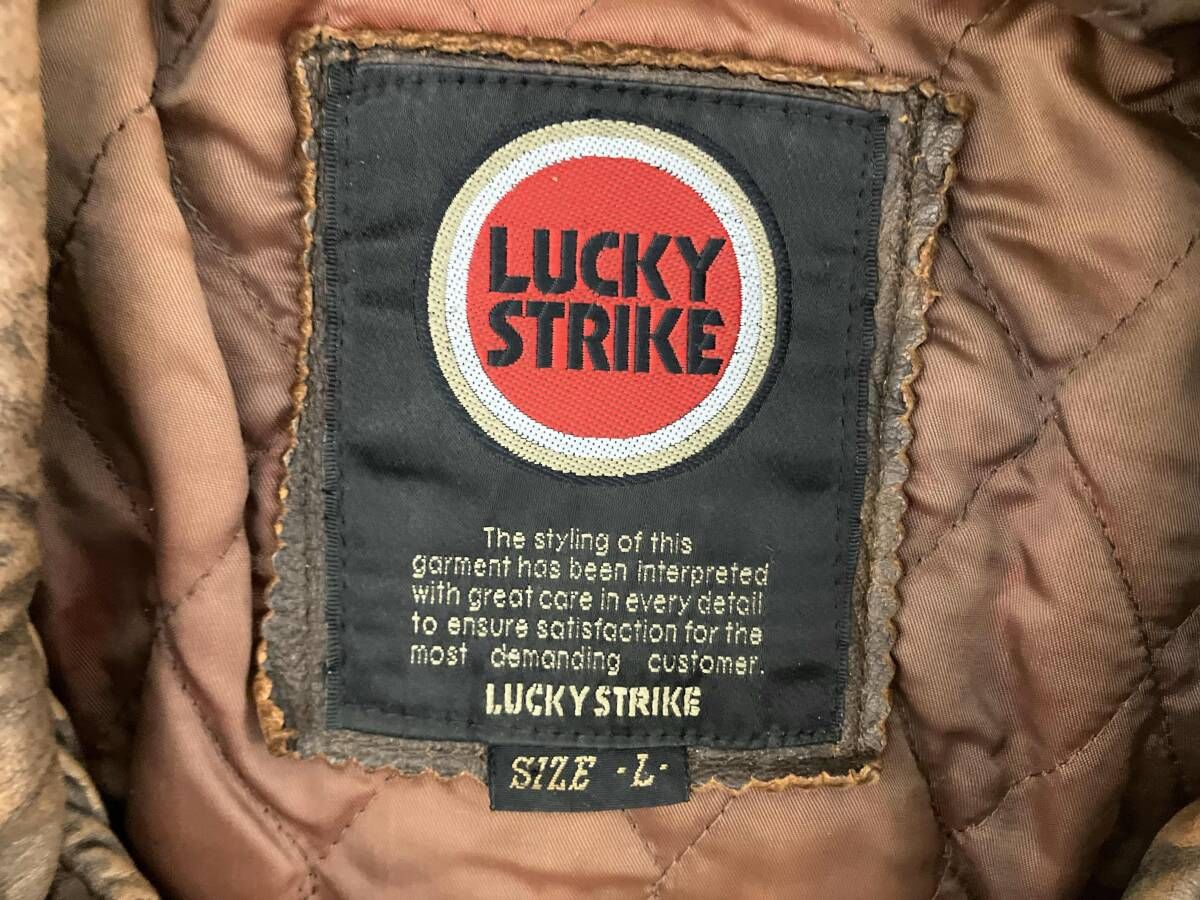 LUCKY
STRIKE
The styling of this
garment has been interpreted
with great care in every detail
to ensure satisfaction for the
most demanding customer.
LUCKY STRIKE
SIZE -L-